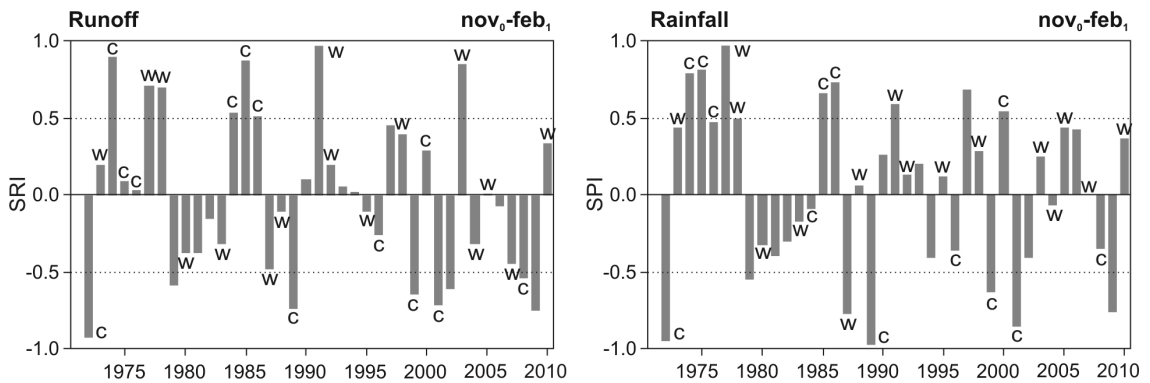 Runoff nov₀-feb₁
1.0
0.5
0.0
-0.5
-1.0
SRI
C W C C C W W W W W C C C W W C W W W C W C C C W W W W C W
1975 1980 1985 1990 1995 2000 2005 2010
Rainfall nov₀-feb₁
1.0
0.5
0.0
-0.5
-1.0
SPI
C W C C C W W W W C C C W W C W W W C W C C C W W W W C W
1975 1980 1985 1990 1995 2000 2005 2010